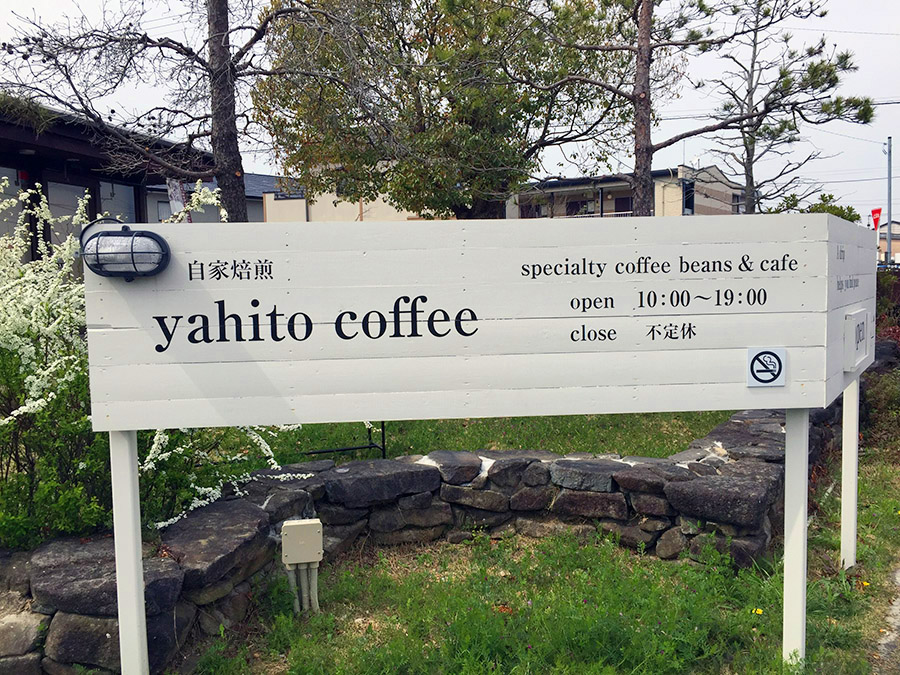 自家焙煎
yahito coffee
specialty coffee beans & cafe
open 10:00～19:00
close 不定休